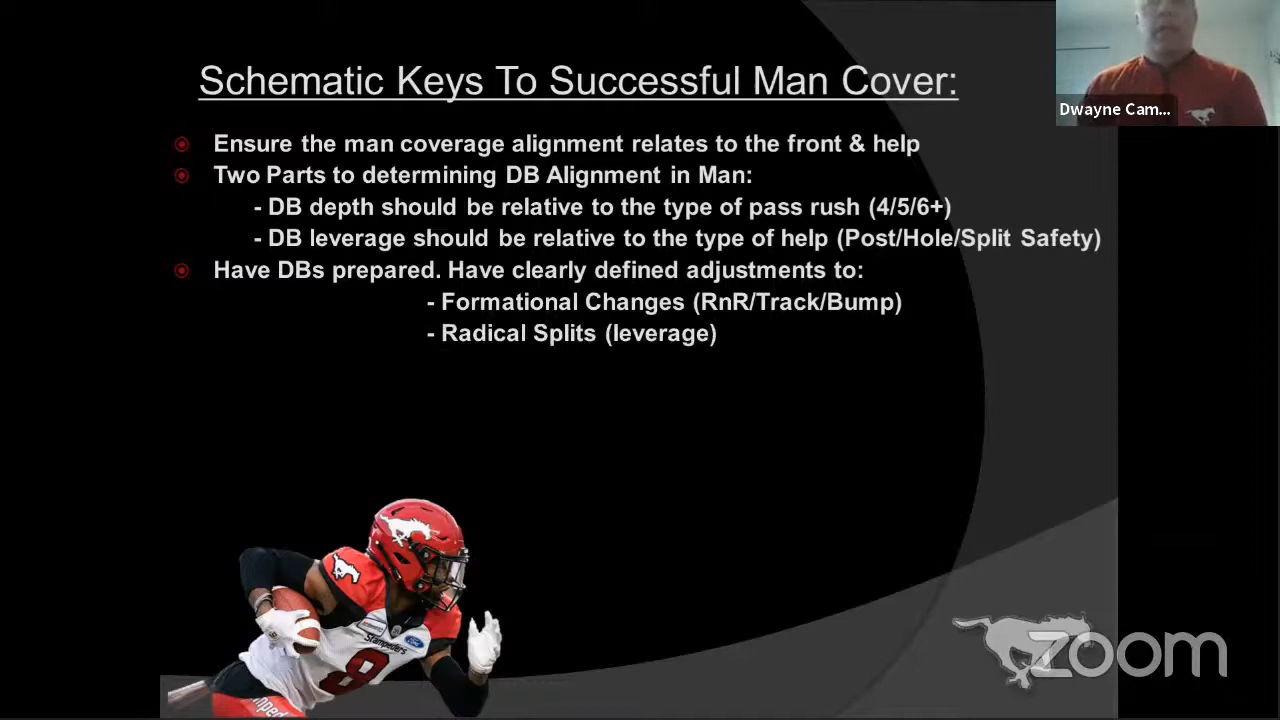 Schematic Keys To Successful Man Cover:
Dwayne Cam...
Ensure the man coverage alignment relates to the front & help
Two Parts to determining DB Alignment in Man:
- DB depth should be relative to the type of pass rush (4/5/6+)
- DB leverage should be relative to the type of help (Post/Hole/Split Safety)
Have DBs prepared. Have clearly defined adjustments to:
- Formational Changes (RnR/Track/Bump)
- Radical Splits (leverage)
Stampeders
Ford
8
zoom